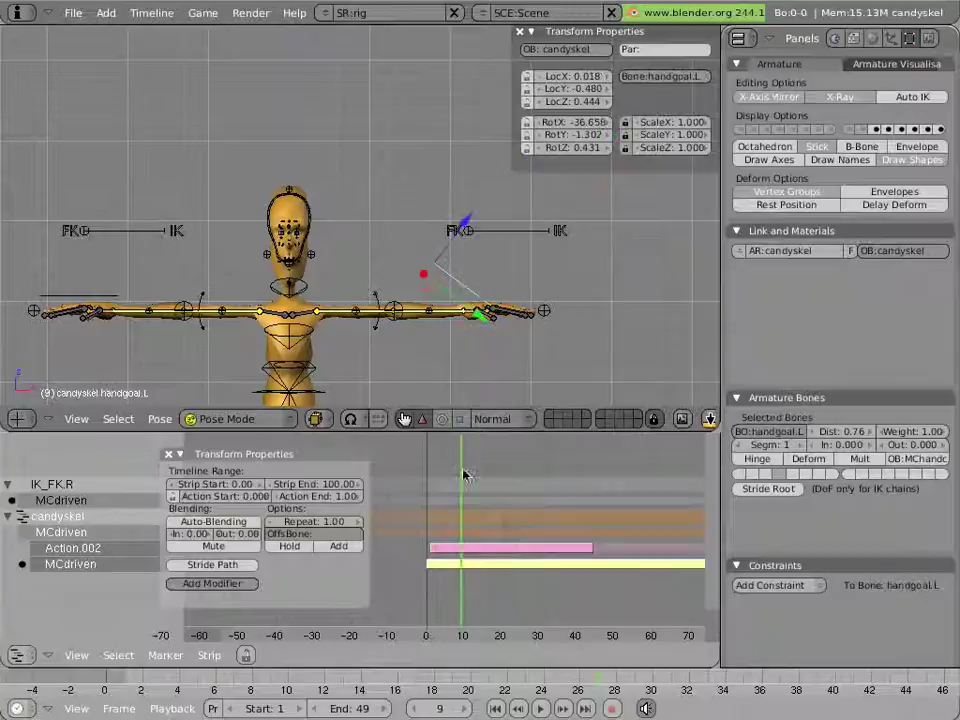 File Add Timeline Game Render Help SR:rig SCE:Scene www.blender.org 244.1 Bo:0-0 | Mem:15.13M candyskel
Transform Properties
OB: candyskel Par:
LocX: 0.018 Bone:handgoal.L
LocY: -0.480
LocZ: 0.444
RotX: -36.658 ScaleX: 1.000
RotY: -1.302 ScaleY: 1.000
RotZ: 0.431 ScaleZ: 1.000
FK IK FK IK
(9) candyskel handgoal.L
View Select Pose Pose Mode Normal
Panels
Armature Armature Visualisa
Editing Options
X-Axis Mirror X-Ray Auto IK
Display Options
Octahedron Stick B-Bone Envelope
Draw Axes Draw Names Draw Shapes
Deform Options
Vertex Groups Envelopes
Rest Position Delay Deform
Link and Materials
AR:candyskel F OB:candyskel
Armature Bones
Selected Bones
BO:handgoal.L Dist: 0.76 Weight: 1.00
Segm: 1 In: 0.000 Out: 0.000
Hinge Deform Mult OB:MChandc
Stride Root (DoF only for IK chains)
Constraints
Add Constraint To Bone: handgoal.L
IK_FK.R
MCdriven
candyskel
MCdriven
Action.002
MCdriven
Transform Properties
Timeline Range:
Strip Start: 0.00 Strip End: 100.00
Action Start: 0.000 Action End: 1.00
Blending: Options:
Auto-Blending Repeat: 1.00
In: 0.00 Out: 0.00 OffsBone:
Mute Hold Add
Stride Path
Add Modifier
-70 -60 -50 -40 -30 -20 -10 0 10 20 30 40 50 60 70
View Select Marker Strip
-4 -2 0 2 4 6 8 10 12 14 16 18 20 22 24 26 28 30 32 34 36 38 40 42 44 46
View Frame Playback Pr Start: 1 End: 49 9